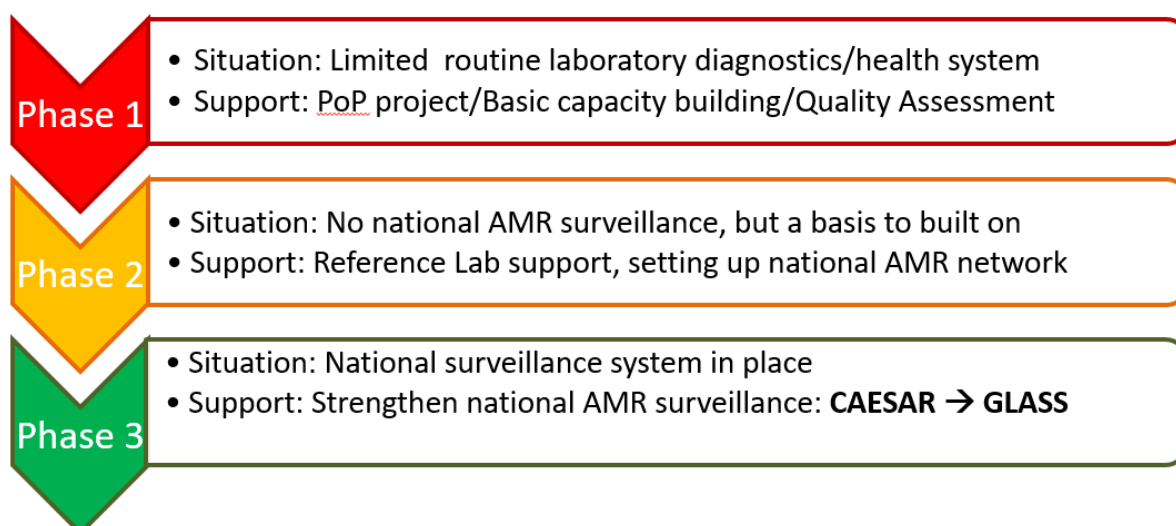 Phase 1
• Situation: Limited routine laboratory diagnostics/health system
• Support: PoP project/Basic capacity building/Quality Assessment
Phase 2
• Situation: No national AMR surveillance, but a basis to built on
• Support: Reference Lab support, setting up national AMR network
Phase 3
• Situation: National surveillance system in place
• Support: Strengthen national AMR surveillance: CAESAR → GLASS